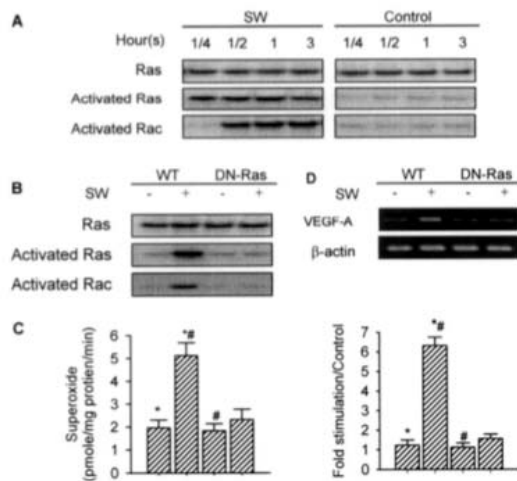 A
SW Control
Hour(s) 1/4 1/2 1 3 1/4 1/2 1 3
Ras
Activated Ras
Activated Rac
B
WT DN-Ras
SW - + - +
Ras
Activated Ras
Activated Rac
D
WT DN-Ras
SW - + - +
VEGF-A
β-actin
C
Superoxide
(pmole/mg protien/min)
6
5
4
3
2
1
0
* *# #
Fold stimulation/Control
7
6
5
4
3
2
1
0
* *# #